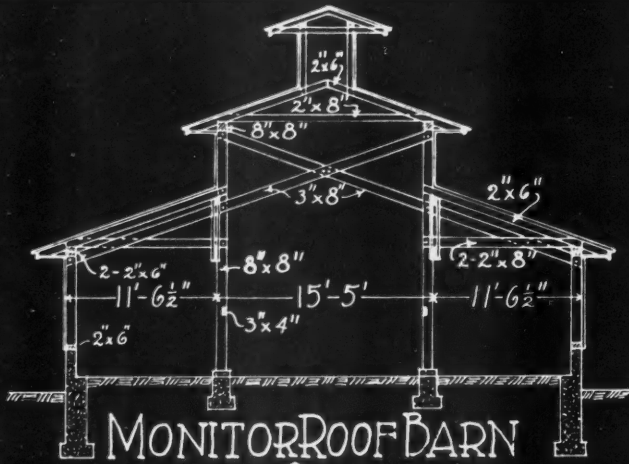 2"x6"
2"x8"
8"x8"
3"x8"
2"x6"
2-2"x6"
8"x8"
2-2"x8"
11'-6½"
15'-5'
11'-6½"
3"x4"
2"x6"
MONITOR ROOF BARN